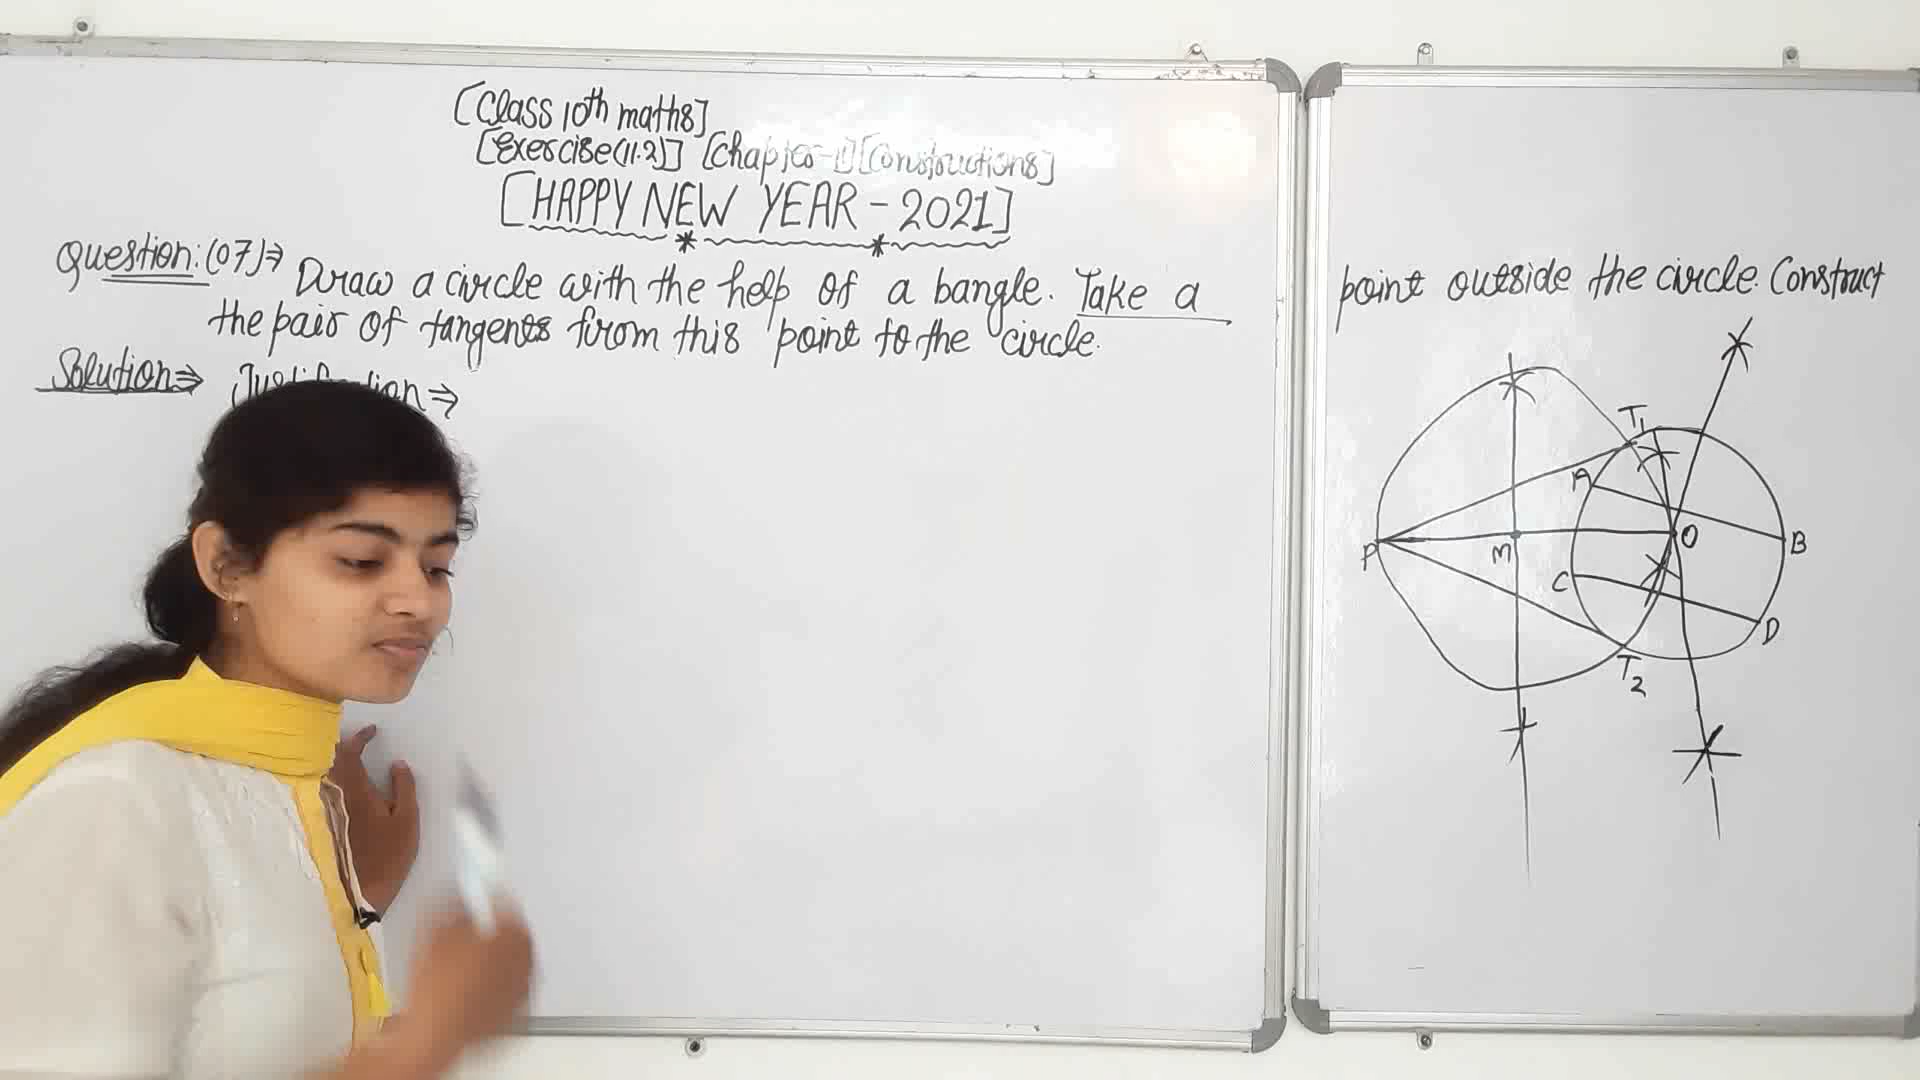 [Class 10th maths]
[Exercise(11.2)] [Chapter-11] [Constructions]
[HAPPY NEW YEAR - 2021]
Question:(07)⇒ Draw a circle with the help of a bangle. Take a point outside the circle. Construct
the pair of tangents from this point to the circle.
Solution⇒ Justification ⇒
T1
A
P M O B
C
D
T2